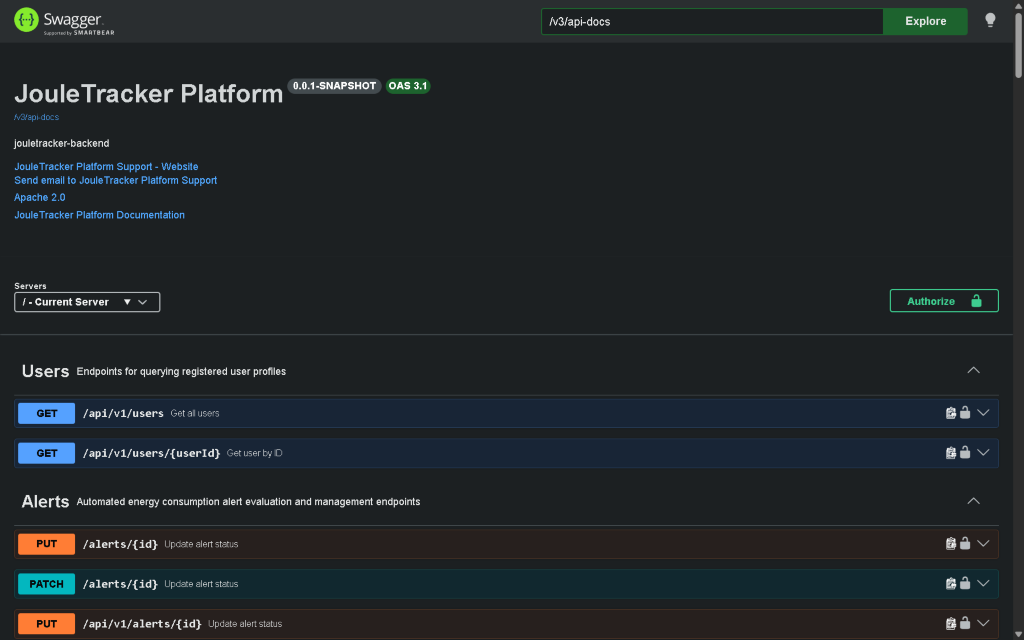 Swagger.
Supported by SMARTBEAR
/v3/api-docs
Explore
JouleTracker Platform
0.0.1-SNAPSHOT
OAS 3.1
/v3/api-docs
jouletracker-backend
JouleTracker Platform Support - Website
Send email to JouleTracker Platform Support
Apache 2.0
JouleTracker Platform Documentation
Servers
/ - Current Server
Authorize
Users Endpoints for querying registered user profiles
GET /api/v1/users Get all users
GET /api/v1/users/{userId} Get user by ID
Alerts Automated energy consumption alert evaluation and management endpoints
PUT /alerts/{id} Update alert status
PATCH /alerts/{id} Update alert status
PUT /api/v1/alerts/{id} Update alert status